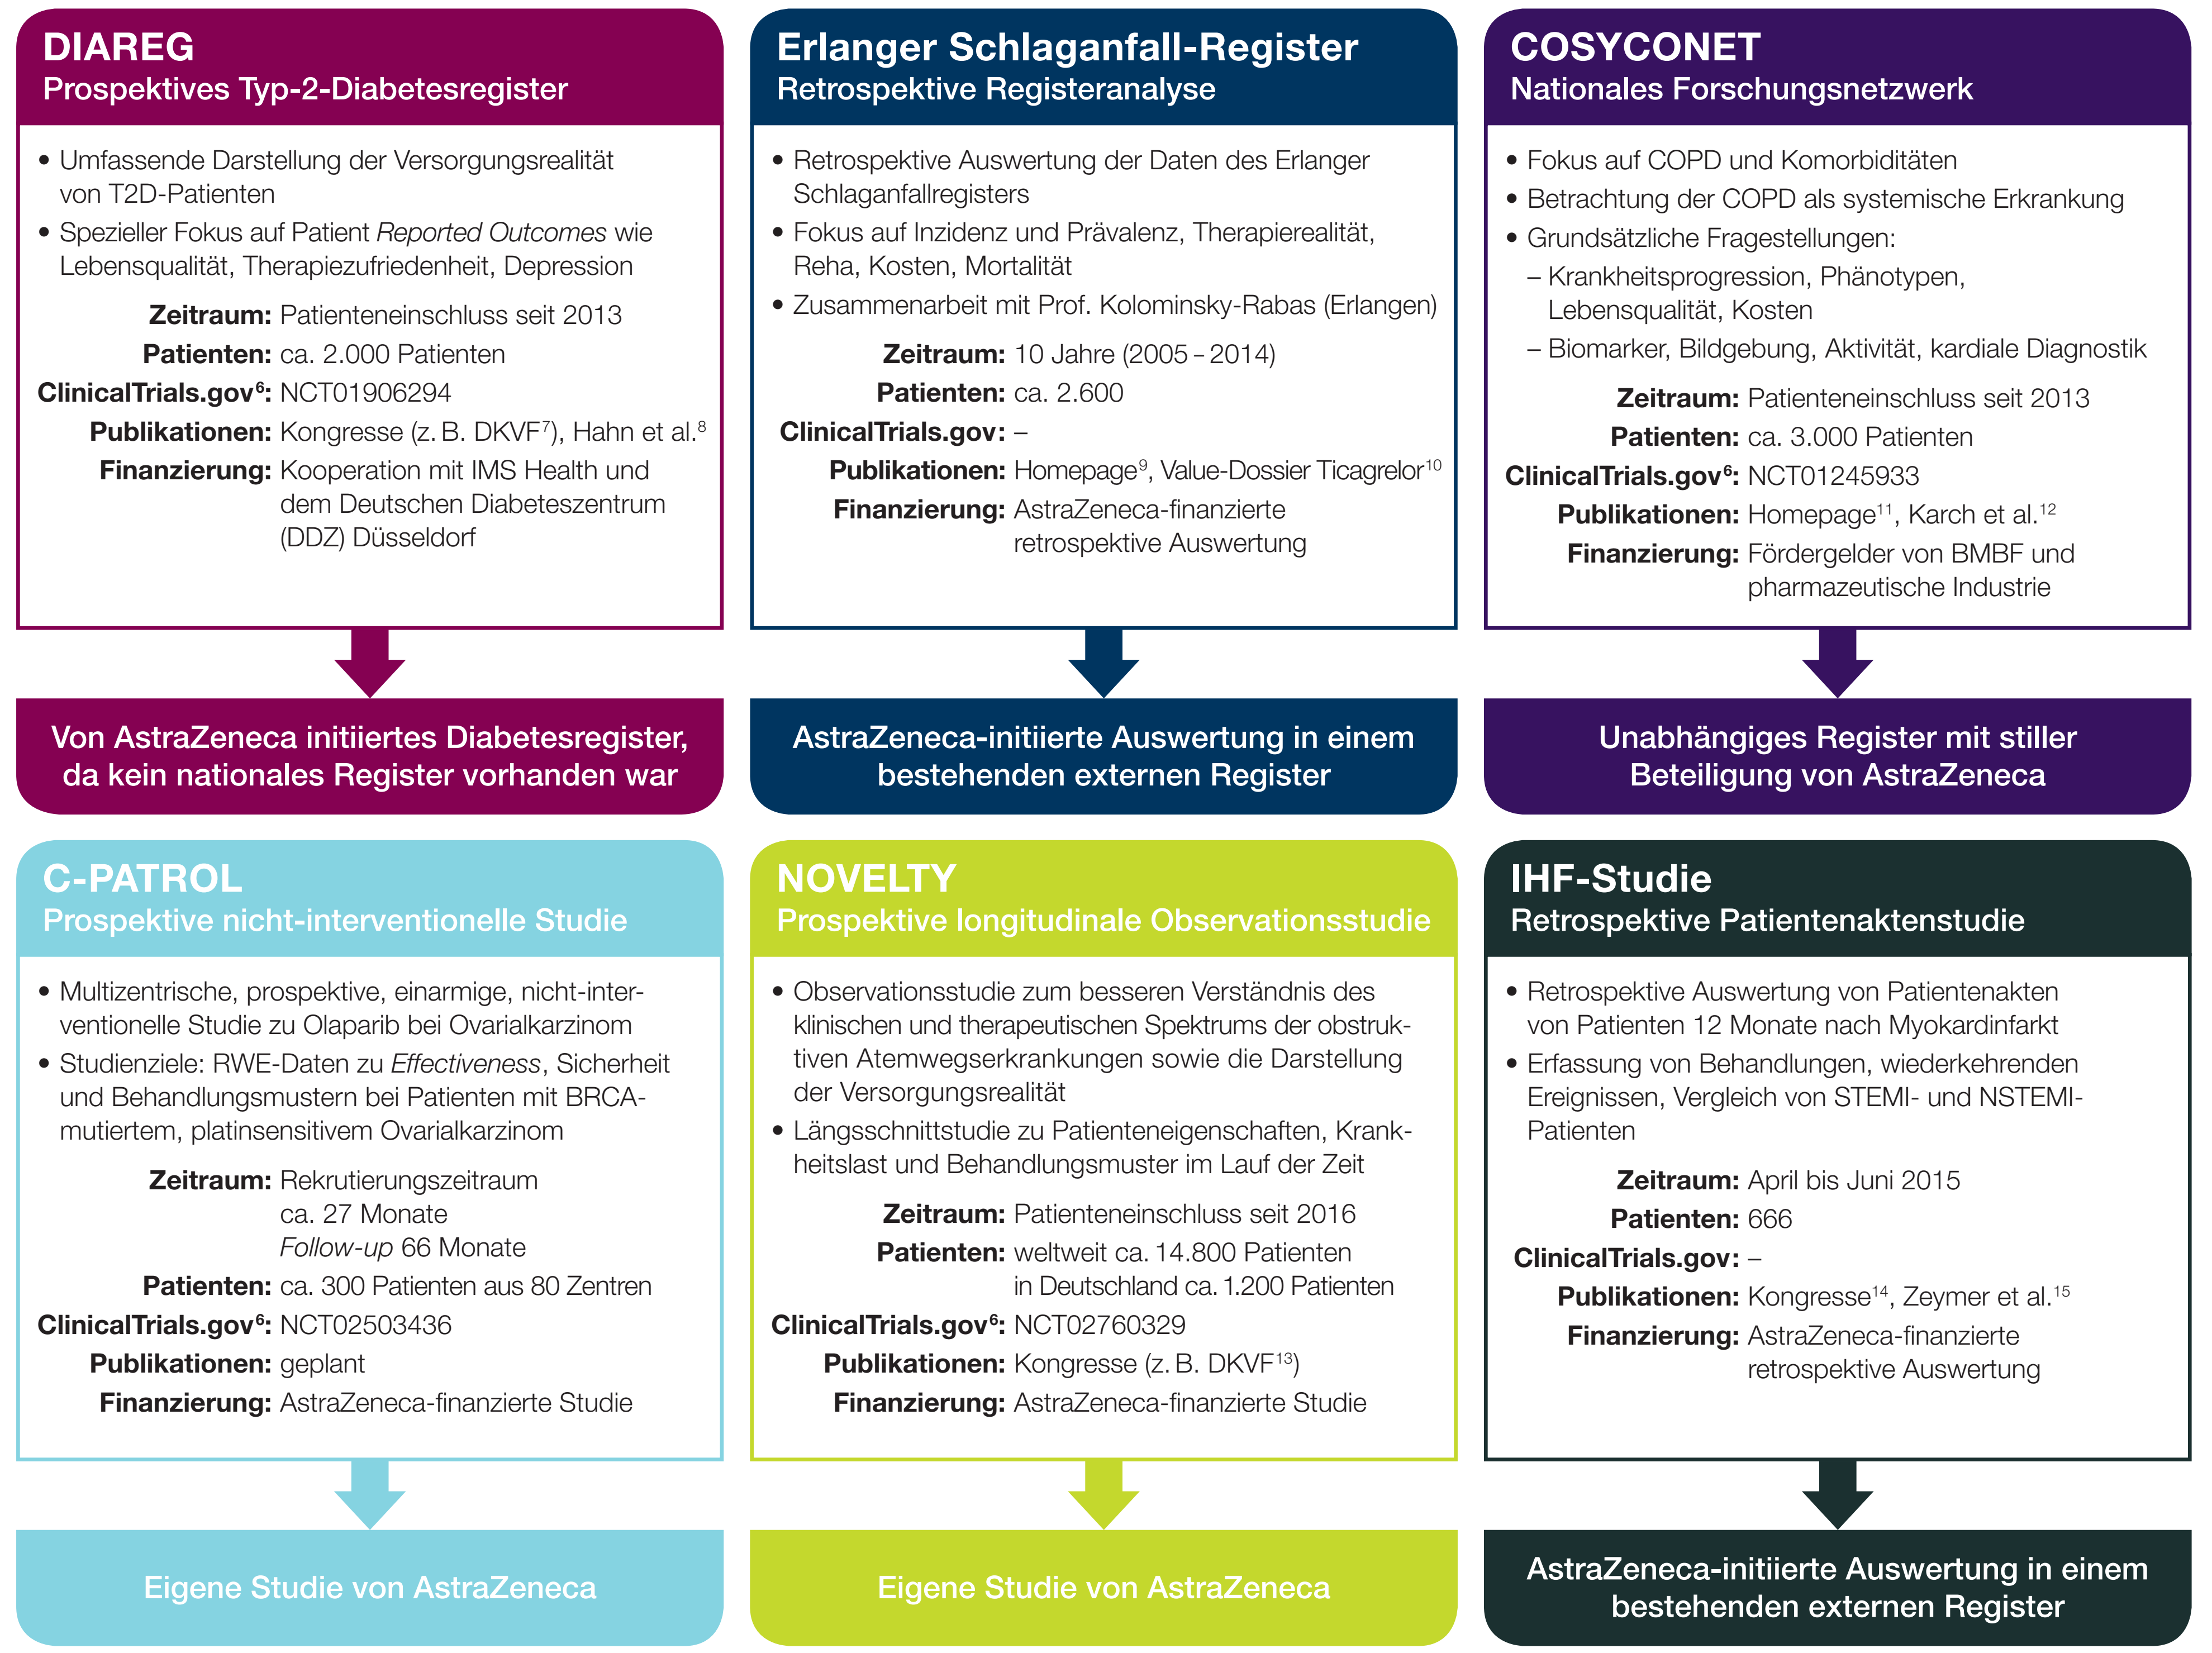 DIAREG
Prospektives Typ-2-Diabetesregister
• Umfassende Darstellung der Versorgungsrealität
von T2D-Patienten
• Spezieller Fokus auf Patient Reported Outcomes wie
Lebensqualität, Therapiezufriedenheit, Depression
Zeitraum: Patienteneinschluss seit 2013
Patienten: ca. 2.000 Patienten
ClinicalTrials.gov⁶: NCT01906294
Publikationen: Kongresse (z. B. DKVF⁷), Hahn et al.⁸
Finanzierung: Kooperation mit IMS Health und
dem Deutschen Diabeteszentrum
(DDZ) Düsseldorf
Von AstraZeneca initiiertes Diabetesregister,
da kein nationales Register vorhanden war
Erlanger Schlaganfall-Register
Retrospektive Registeranalyse
• Retrospektive Auswertung der Daten des Erlanger
Schlaganfallregisters
• Fokus auf Inzidenz und Prävalenz, Therapierealität,
Reha, Kosten, Mortalität
• Zusammenarbeit mit Prof. Kolominsky-Rabas (Erlangen)
Zeitraum: 10 Jahre (2005 – 2014)
Patienten: ca. 2.600
ClinicalTrials.gov: –
Publikationen: Homepage⁹, Value-Dossier Ticagrelor¹⁰
Finanzierung: AstraZeneca-finanzierte
retrospektive Auswertung
AstraZeneca-initiierte Auswertung in einem
bestehenden externen Register
COSYCONET
Nationales Forschungsnetzwerk
• Fokus auf COPD und Komorbiditäten
• Betrachtung der COPD als systemische Erkrankung
• Grundsätzliche Fragestellungen:
– Krankheitsprogression, Phänotypen,
Lebensqualität, Kosten
– Biomarker, Bildgebung, Aktivität, kardiale Diagnostik
Zeitraum: Patienteneinschluss seit 2013
Patienten: ca. 3.000 Patienten
ClinicalTrials.gov⁶: NCT01245933
Publikationen: Homepage¹¹, Karch et al.¹²
Finanzierung: Fördergelder von BMBF und
pharmazeutische Industrie
Unabhängiges Register mit stiller
Beteiligung von AstraZeneca
C-PATROL
Prospektive nicht-interventionelle Studie
• Multizentrische, prospektive, einarmige, nicht-inter-
ventionelle Studie zu Olaparib bei Ovarialkarzinom
• Studienziele: RWE-Daten zu Effectiveness, Sicherheit
und Behandlungsmustern bei Patienten mit BRCA-
mutiertem, platinsensitivem Ovarialkarzinom
Zeitraum: Rekrutierungszeitraum
ca. 27 Monate
Follow-up 66 Monate
Patienten: ca. 300 Patienten aus 80 Zentren
ClinicalTrials.gov⁶: NCT02503436
Publikationen: geplant
Finanzierung: AstraZeneca-finanzierte Studie
Eigene Studie von AstraZeneca
NOVELTY
Prospektive longitudinale Observationsstudie
• Observationsstudie zum besseren Verständnis des
klinischen und therapeutischen Spektrums der obstruk-
tiven Atemwegserkrankungen sowie die Darstellung
der Versorgungsrealität
• Längsschnittstudie zu Patienteneigenschaften, Krank-
heitslast und Behandlungsmuster im Lauf der Zeit
Zeitraum: Patienteneinschluss seit 2016
Patienten: weltweit ca. 14.800 Patienten
in Deutschland ca. 1.200 Patienten
ClinicalTrials.gov⁶: NCT02760329
Publikationen: Kongresse (z. B. DKVF¹³)
Finanzierung: AstraZeneca-finanzierte Studie
Eigene Studie von AstraZeneca
IHF-Studie
Retrospektive Patientenaktenstudie
• Retrospektive Auswertung von Patientenakten
von Patienten 12 Monate nach Myokardinfarkt
• Erfassung von Behandlungen, wiederkehrenden
Ereignissen, Vergleich von STEMI- und NSTEMI-
Patienten
Zeitraum: April bis Juni 2015
Patienten: 666
ClinicalTrials.gov: –
Publikationen: Kongresse¹⁴, Zeymer et al.¹⁵
Finanzierung: AstraZeneca-finanzierte
retrospektive Auswertung
AstraZeneca-initiierte Auswertung in einem
bestehenden externen Register